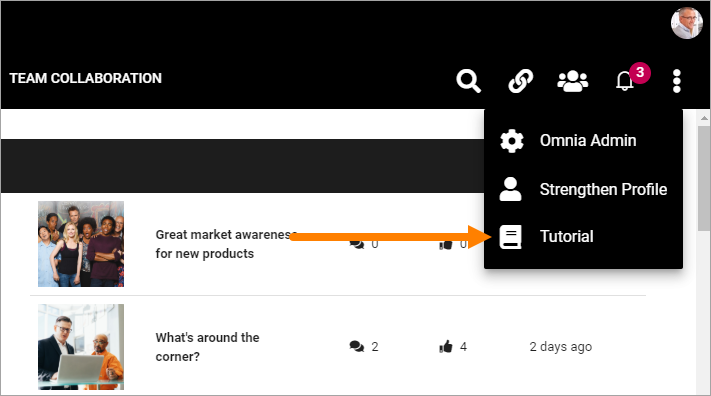 TEAM COLLABORATION
3
Omnia Admin
Strengthen Profile
Tutorial
Great market awareness
for new products
0
0
What's around the
corner?
2
4
2 days ago